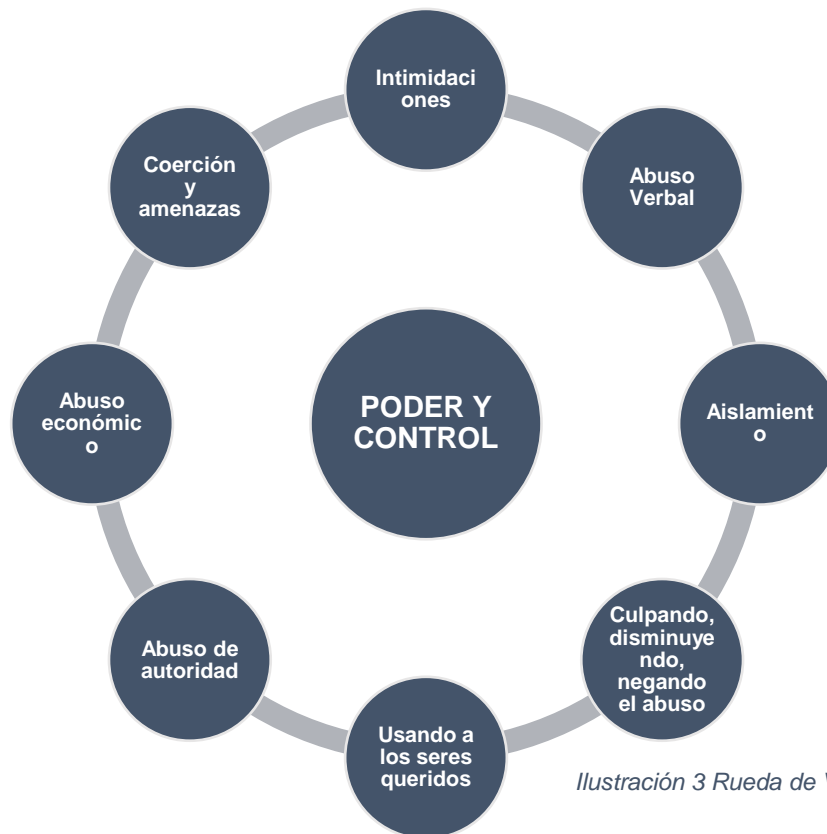 Intimidaci
ones
Abuso
Verbal
Aislamient
o
Culpando,
disminuye
ndo,
negando
el abuso
Usando a
los seres
queridos
Abuso de
autoridad
Abuso
económic
o
Coerción
y
amenazas
PODER Y
CONTROL
Ilustración 3 Rueda de